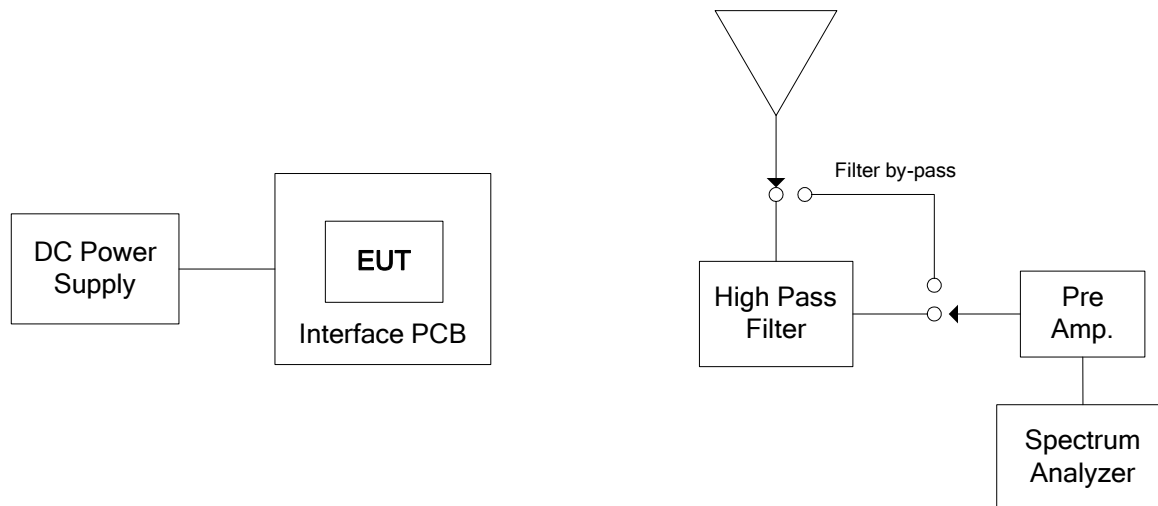 DC Power
Supply
EUT
Interface PCB
Filter by-pass
High Pass
Filter
Pre
Amp.
Spectrum
Analyzer